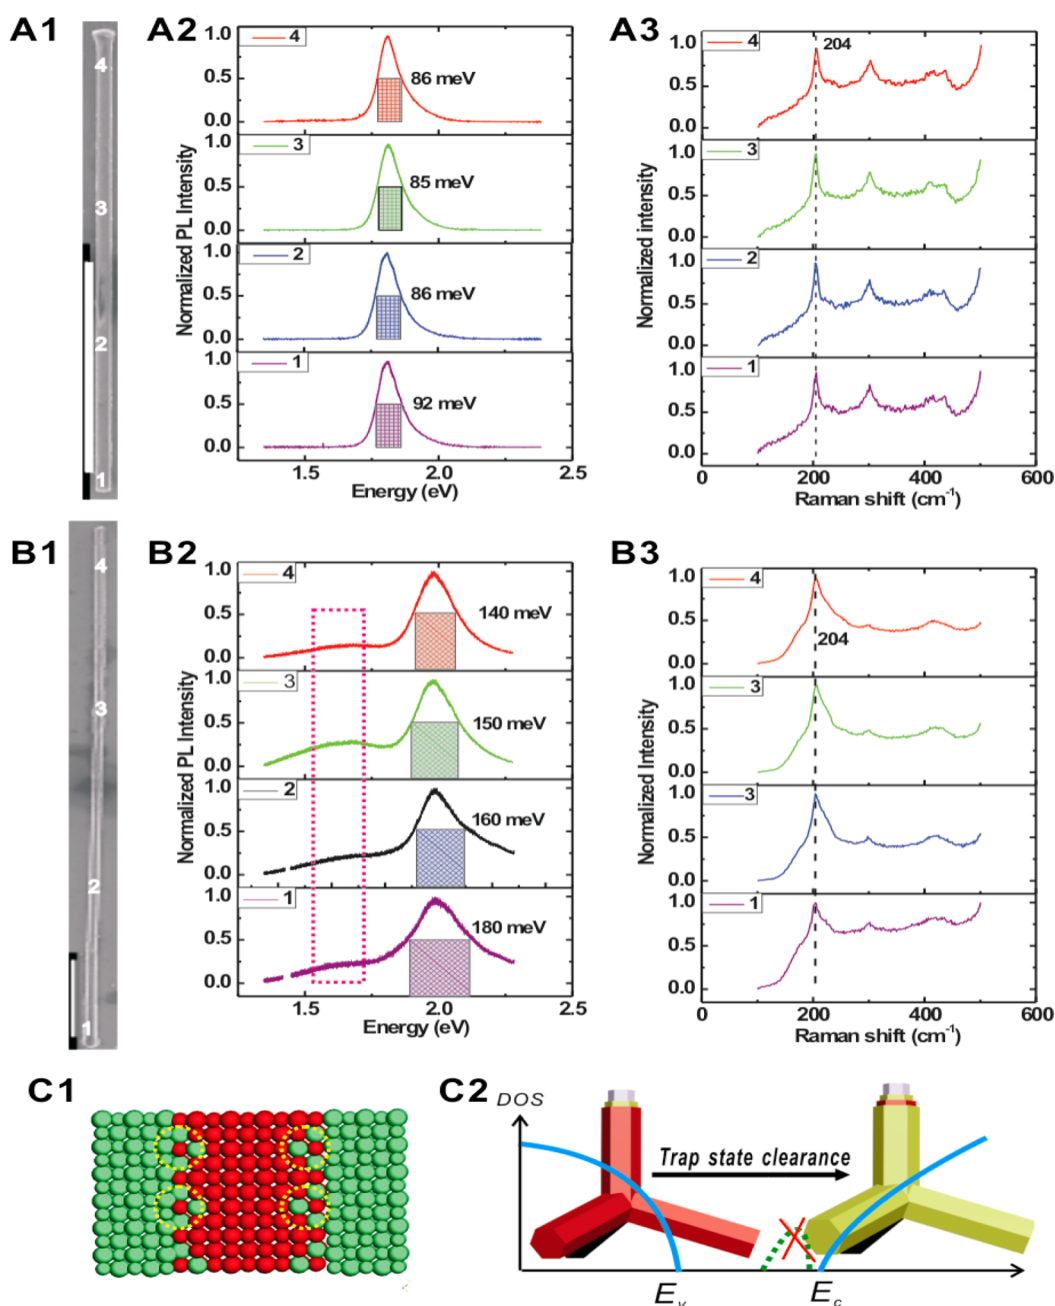 A1
4
3
2
1
A2
Normalized PL Intensity
4
86 meV
1.0
0.5
0.0
3
85 meV
1.0
0.5
0.0
2
86 meV
1.0
0.5
0.0
1
92 meV
1.0
0.5
0.0
1.5 2.0 2.5
Energy (eV)
A3
Normalized intensity
4
204
1.0
0.5
0.0
3
1.0
0.5
0.0
2
1.0
0.5
0.0
1
1.0
0.5
0.0
0 200 400 600
Raman shift (cm⁻¹)
B1
4
3
2
1
B2
Normalized PL Intensity
4
140 meV
1.0
0.5
0.0
3
150 meV
1.0
0.5
0.0
2
160 meV
1.0
0.5
0.0
1
180 meV
1.0
0.5
0.0
1.5 2.0 2.5
Energy (eV)
B3
Normalized Intensity
4
204
1.0
0.5
0.0
3
1.0
0.5
0.0
3
1.0
0.5
0.0
1
1.0
0.5
0.0
0 200 400 600
Raman shift (cm⁻¹)
C1
C2
DOS
Trap state clearance
Ev
Ec